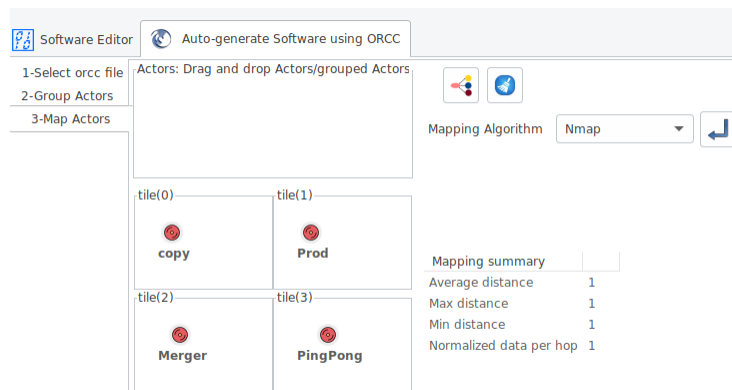 Software Editor
Auto-generate Software using ORCC
1-Select orcc file
2-Group Actors
3-Map Actors
Actors: Drag and drop Actors/grouped Actors
Mapping Algorithm
Nmap
tile(0)
tile(1)
copy
Prod
tile(2)
tile(3)
Merger
PingPong
Mapping summary
Average distance 1
Max distance 1
Min distance 1
Normalized data per hop 1